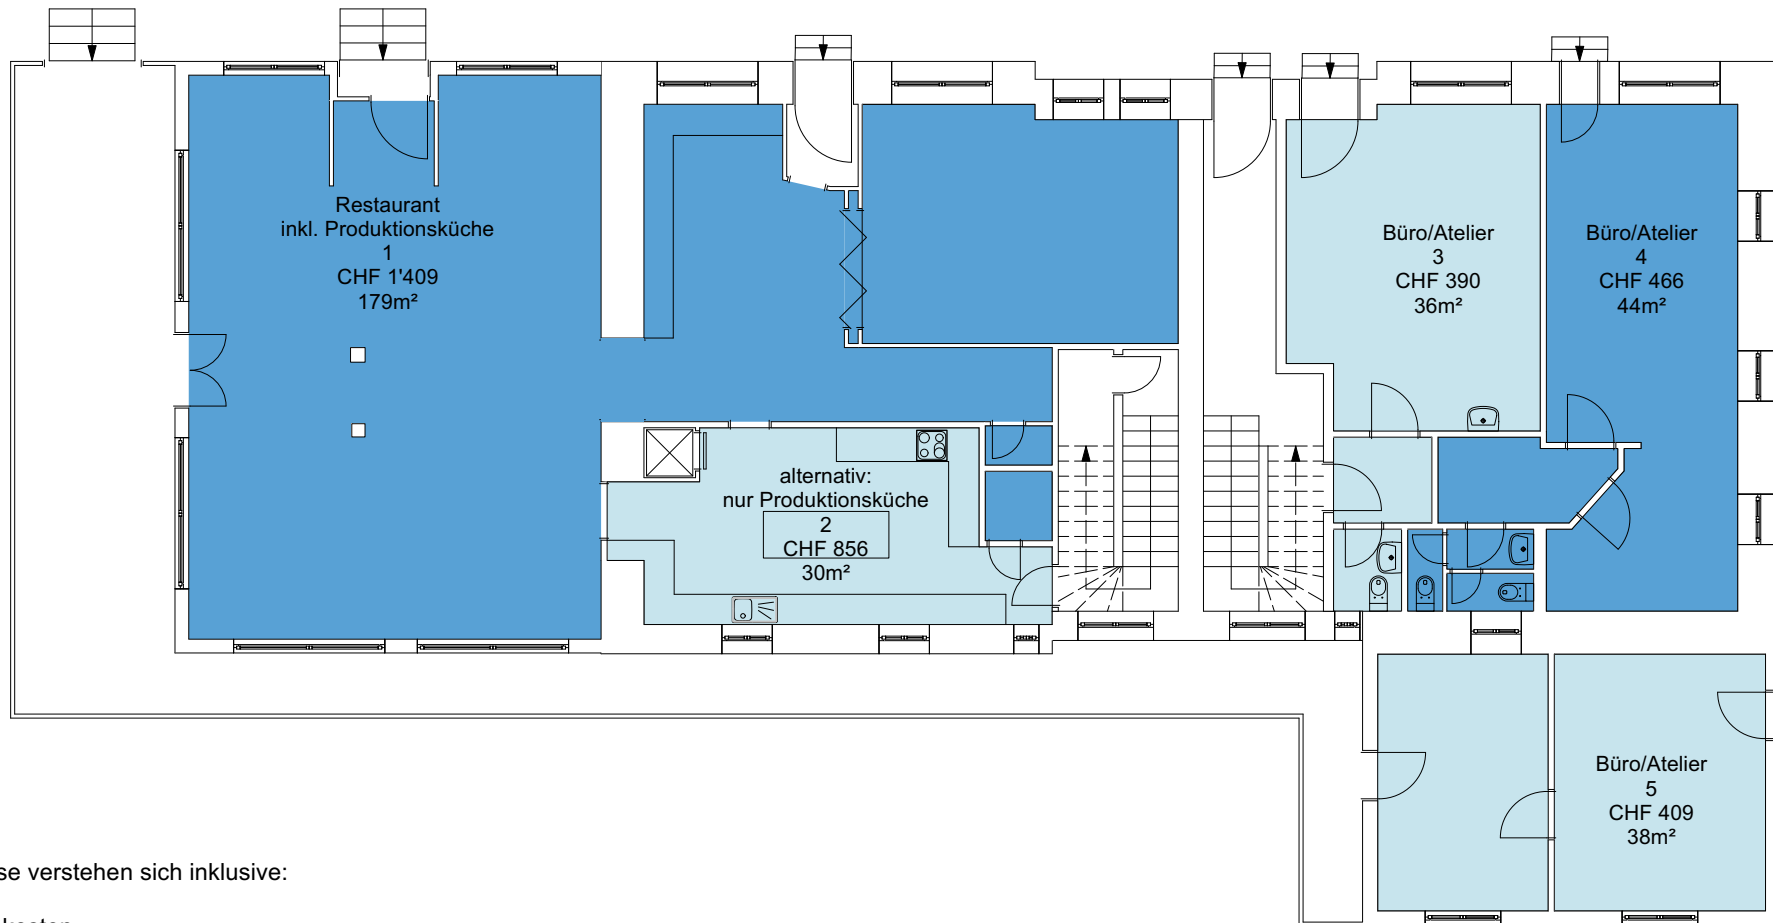 Restaurant
inkl. Produktionsküche
1
CHF 1'409
179m²
alternativ:
nur Produktionsküche
2
CHF 856
30m²
Büro/Atelier
3
CHF 390
36m²
Büro/Atelier
4
CHF 466
44m²
Büro/Atelier
5
CHF 409
38m²
se verstehen sich inklusive: